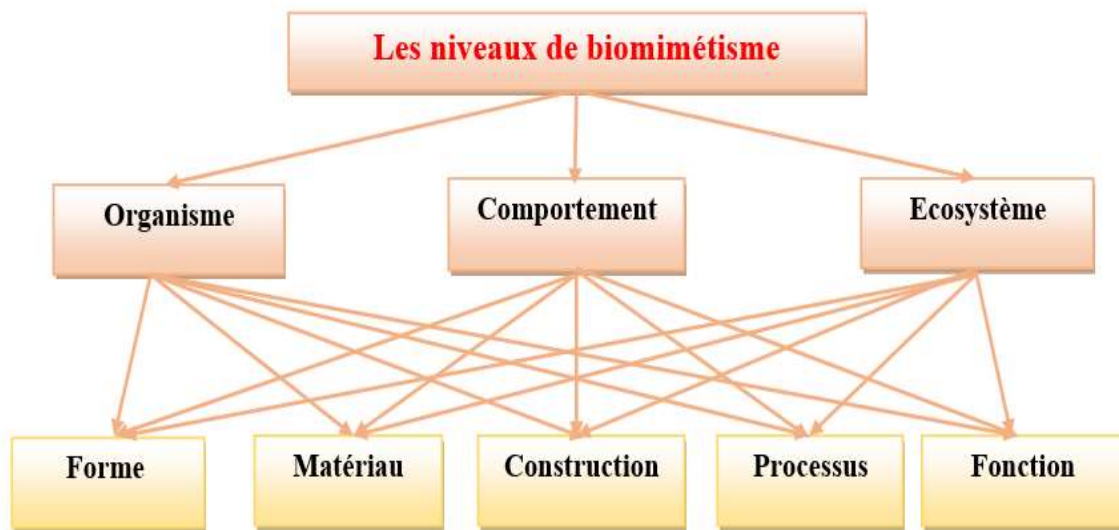 Les niveaux de biomimétisme
Organisme
Comportement
Ecosystème
Forme
Matériau
Construction
Processus
Fonction